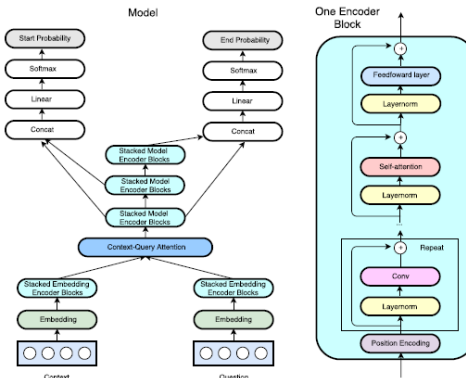 Model
Start Probability
Softmax
Linear
Concat
End Probability
Softmax
Linear
Concat
Stacked Model
Encoder Blocks
Stacked Model
Encoder Blocks
Stacked Model
Encoder Blocks
Context-Query Attention
Stacked Embedding
Encoder Blocks
Stacked Embedding
Encoder Blocks
Embedding
Embedding
Context
Question
One Encoder
Block
+
Feedfoward layer
Layernorm
+
Self-attention
Layernorm
...
+
Repeat
Conv
Layernorm
Position Encoding